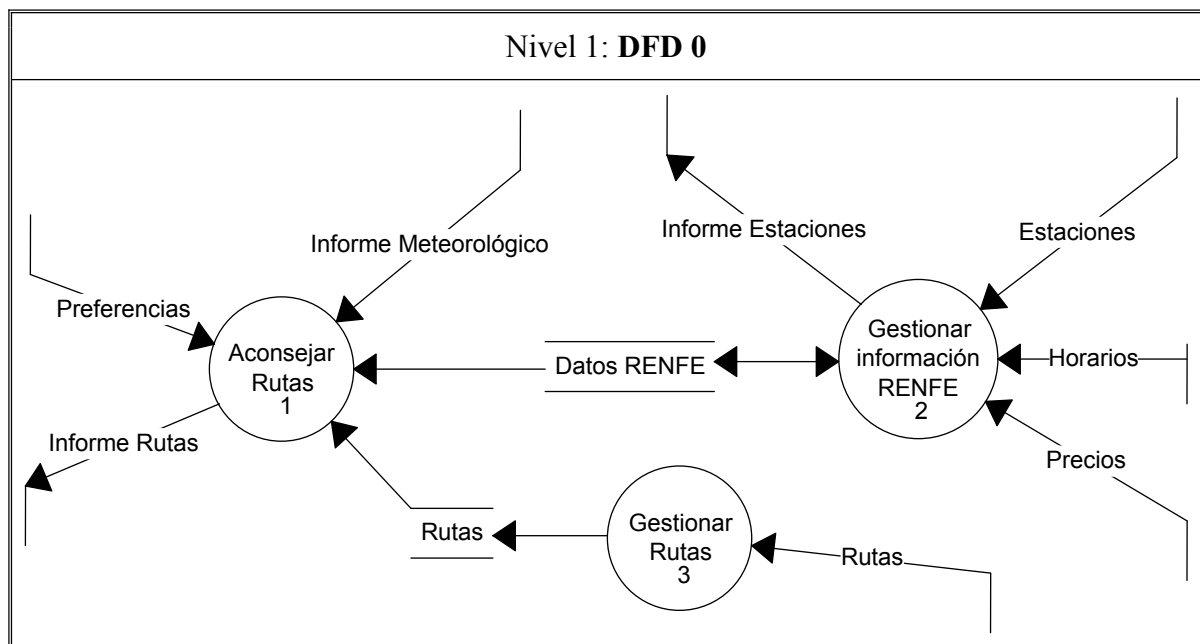 Nivel 1: DFD 0
Informe Estaciones
Estaciones
Informe Meteorológico
Preferencias
Aconsejar
Rutas
1
Datos RENFE
Gestionar
información
RENFE
2
Horarios
Informe Rutas
Precios
Rutas
Gestionar
Rutas
3
Rutas